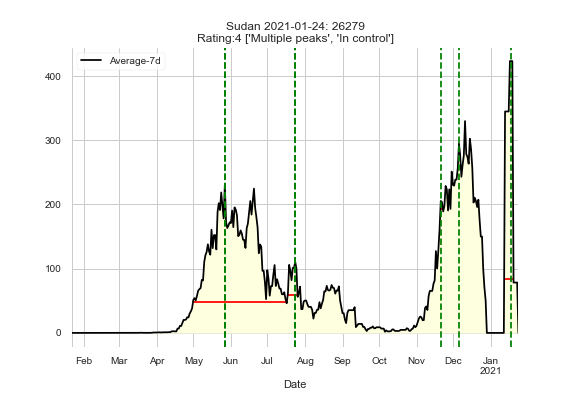 Sudan 2021-01-24: 26279
Rating:4 ['Multiple peaks', 'In control']
Average-7d
400
300
200
100
0
Feb Mar Apr May Jun Jul Aug Sep Oct Nov Dec Jan
2021
Date